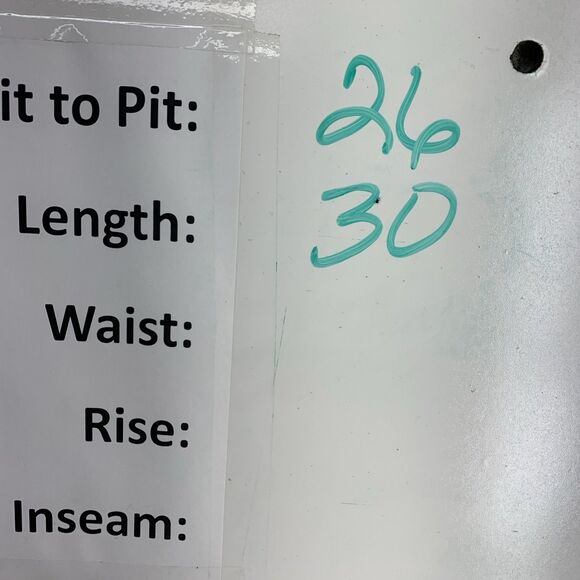 it to Pit: 26
Length: 30
Waist:
Rise:
Inseam: